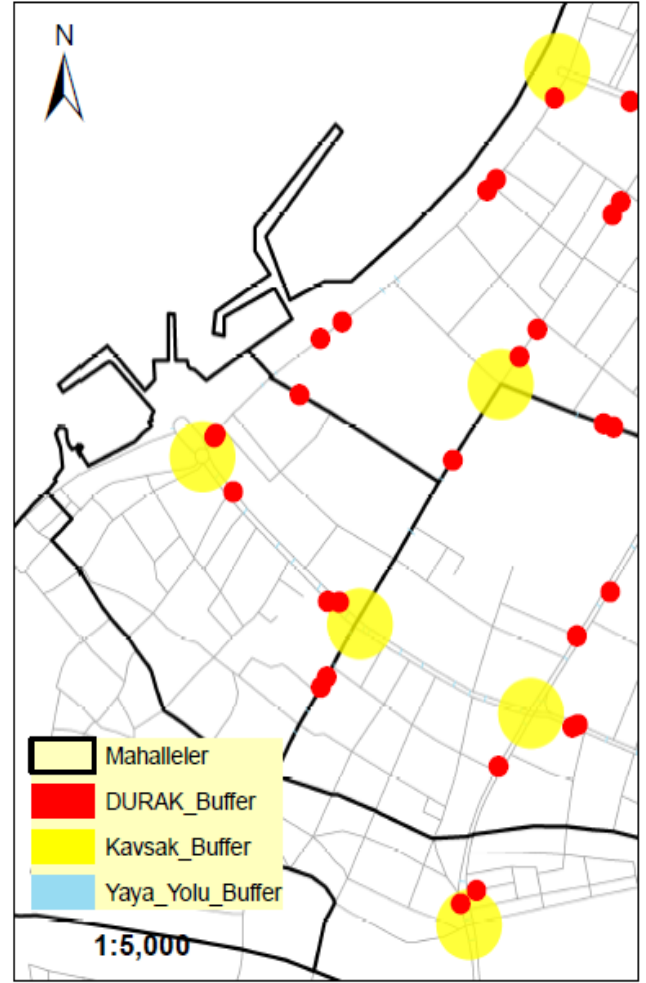 N
Mahalleler
DURAK_Buffer
Kavsak_Buffer
Yaya_Yolu_Buffer
1:5,000